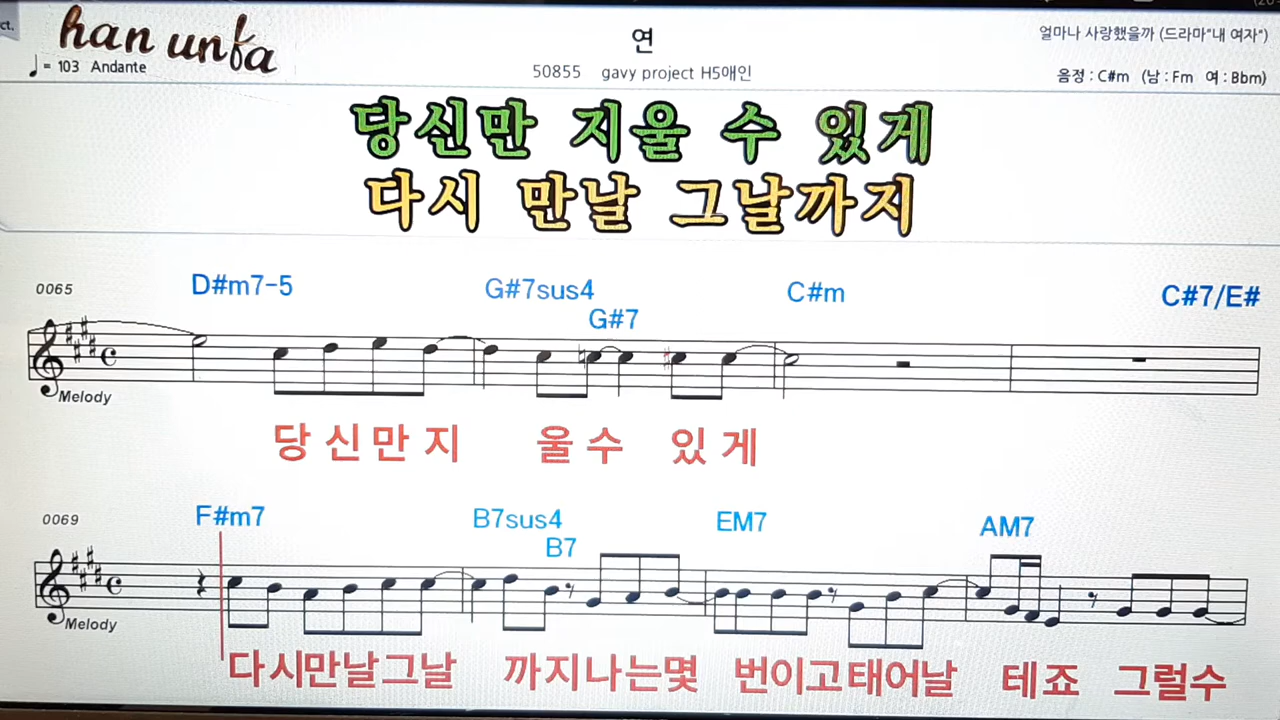 ct.
han unfa
연
얼마나 사랑했을까 (드라마"내 여자")
♩= 103 Andante
50855 gavy project H5애인
음정 : C#m (남 : Fm 여 : Bbm)
당신만 지울 수 있게
다시 만날 그날까지
0065
D#m7-5 G#7sus4 C#m C#7/E#
G#7
Melody
당 신 만 지 울 수 있 게
0069
F#m7 B7sus4 EM7 AM7
B7
Melody
다시만날그날 까지나는몇 번이고태어날 테죠 그럴수